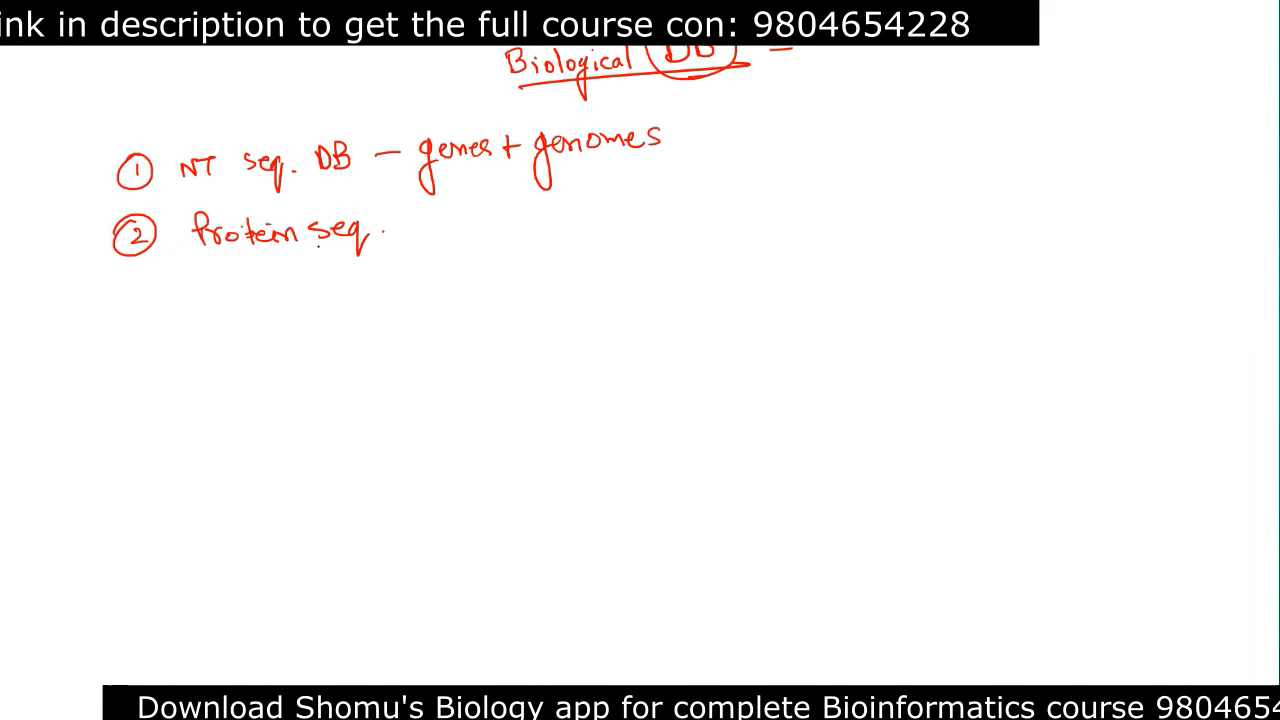 ink in description to get the full course con: 9804654228
Biological DB -
① NT seq. DB - genes + genomes
② Protein seq.
Download Shomu's Biology app for complete Bioinformatics course 9804654